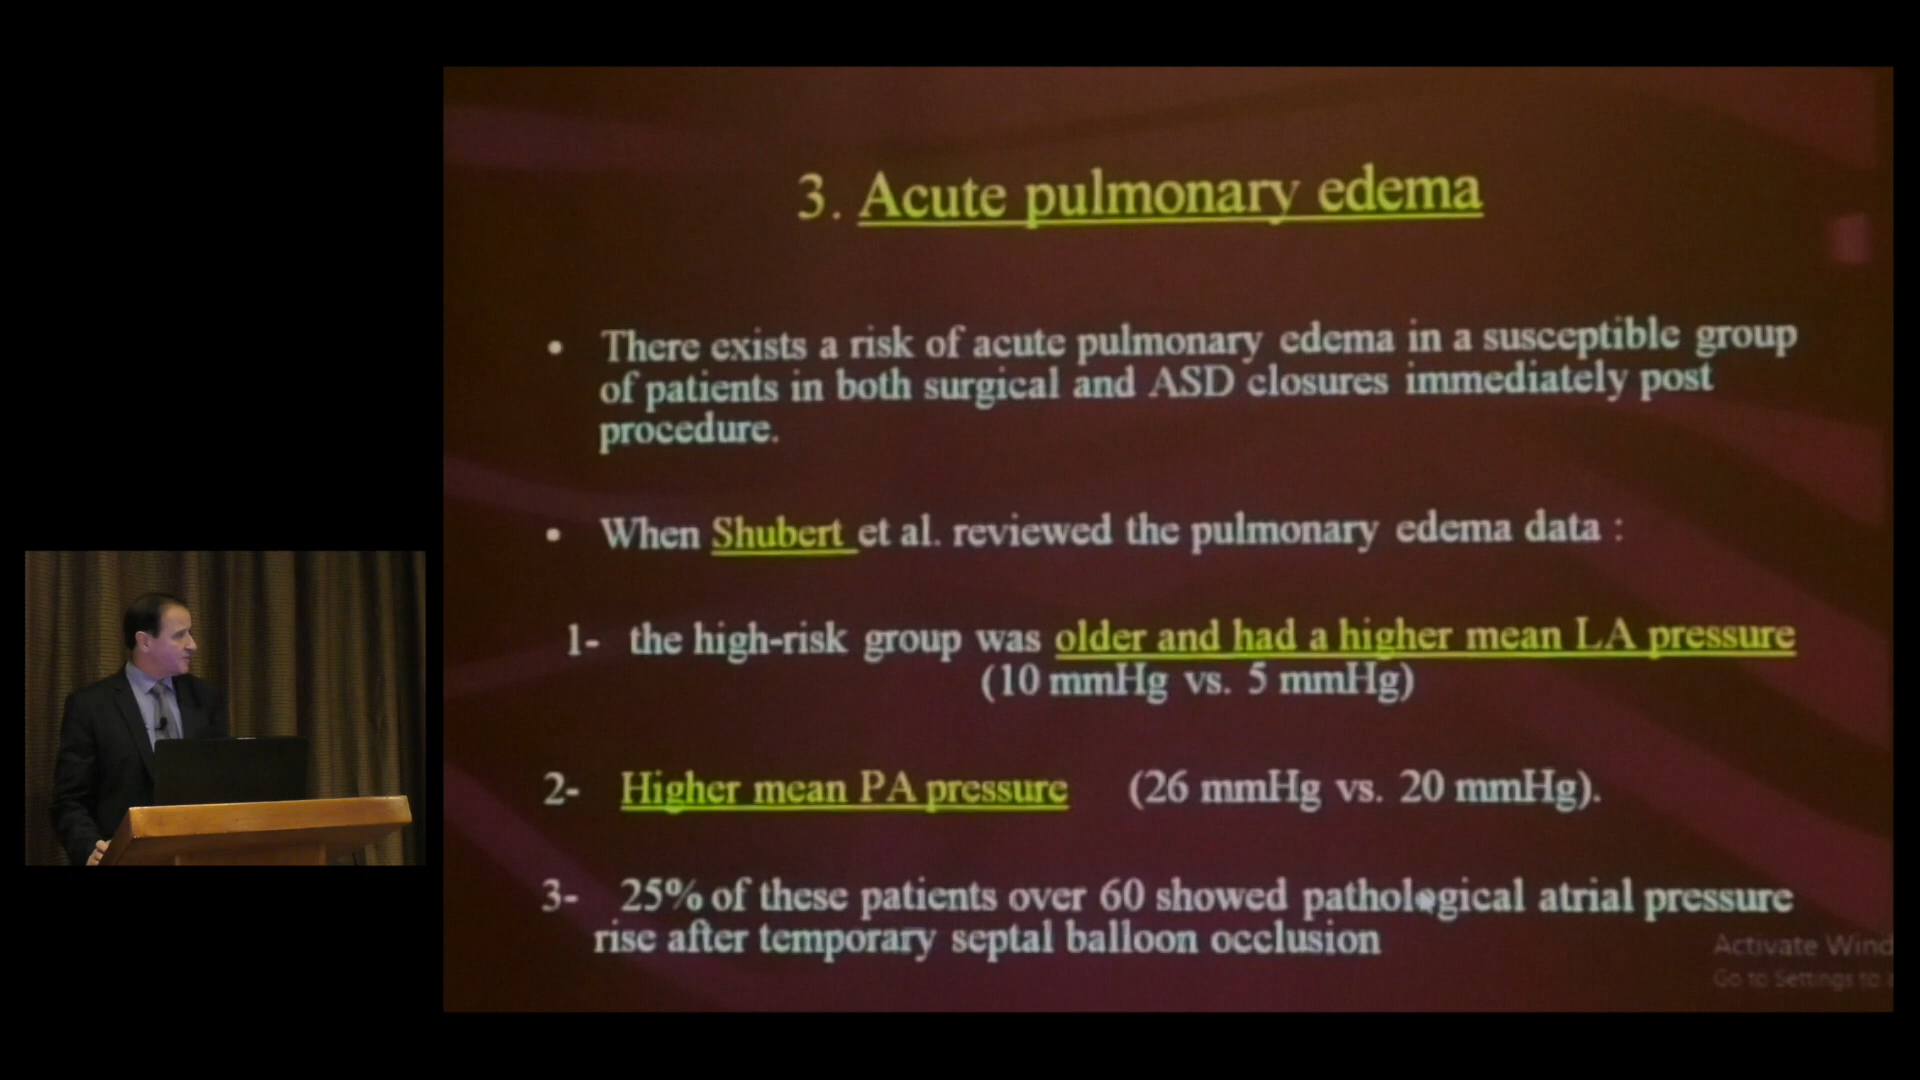 3. Acute pulmonary edema
• There exists a risk of acute pulmonary edema in a susceptible group
of patients in both surgical and ASD closures immediately post
procedure.
• When Shubert et al. reviewed the pulmonary edema data :
1- the high-risk group was older and had a higher mean LA pressure
(10 mmHg vs. 5 mmHg)
2- Higher mean PA pressure (26 mmHg vs. 20 mmHg).
3- 25% of these patients over 60 showed pathological atrial pressure
rise after temporary septal balloon occlusion
Activate Wind
Go to Settings to